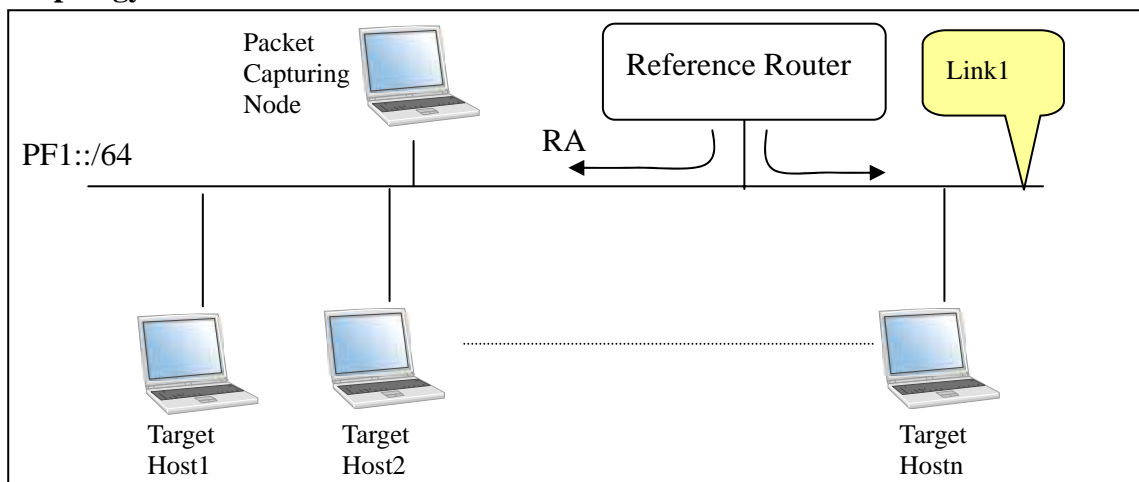 Packet
Capturing
Node
Reference Router
Link1
RA
PF1::/64
Target
Host1
Target
Host2
Target
Hostn